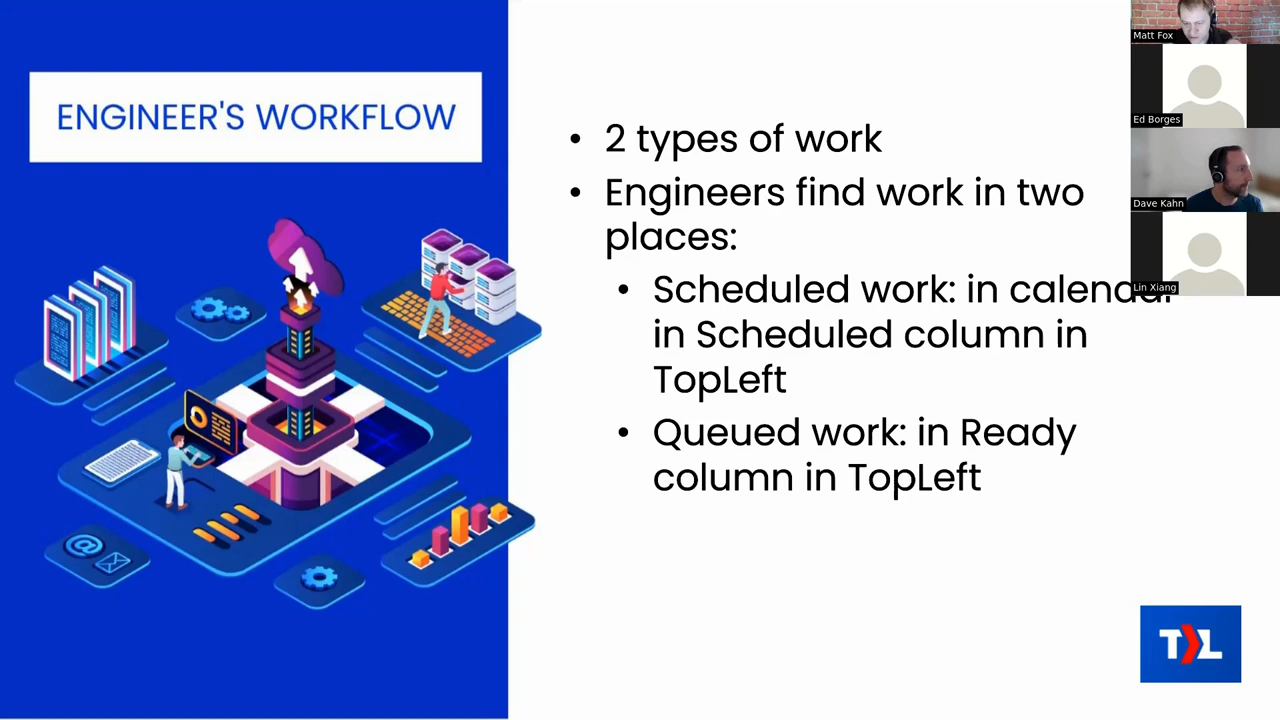 ENGINEER'S WORKFLOW
• 2 types of work
• Engineers find work in two
places:
• Scheduled work: in calendar
in Scheduled column in
TopLeft
• Queued work: in Ready
column in TopLeft
Matt Fox
Ed Borges
Dave Kahn
Lin Xiang
T L